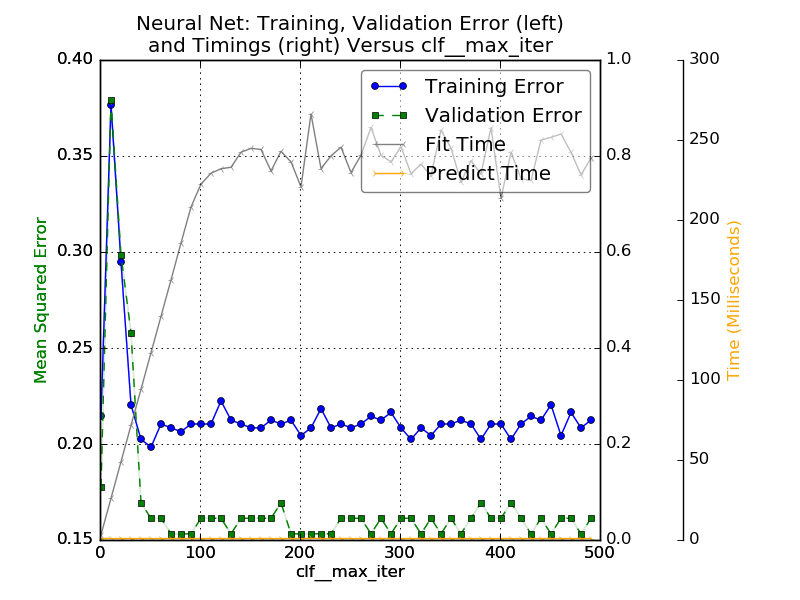 Neural Net: Training, Validation Error (left)
and Timings (right) Versus clf__max_iter
Training Error
Validation Error
Fit Time
Predict Time
Mean Squared Error
0.40
0.35
0.30
0.25
0.20
0.15
0
100
200
300
400
500
clf__max_iter
1.0
0.8
0.6
0.4
0.2
0.0
300
250
200
150
100
50
0
Time (Milliseconds)